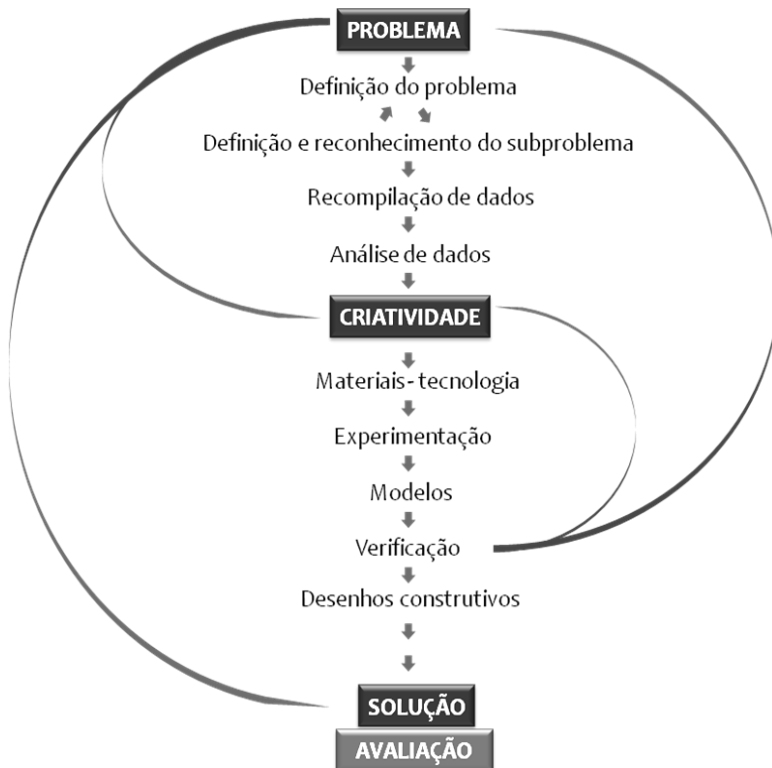 PROBLEMA
Definição do problema
Definição e reconhecimento do subproblema
Recompilação de dados
Análise de dados
CRIATIVIDADE
Materiais- tecnologia
Experimentação
Modelos
Verificação
Desenhos construtivos
SOLUÇÃO
AVALIAÇÃO